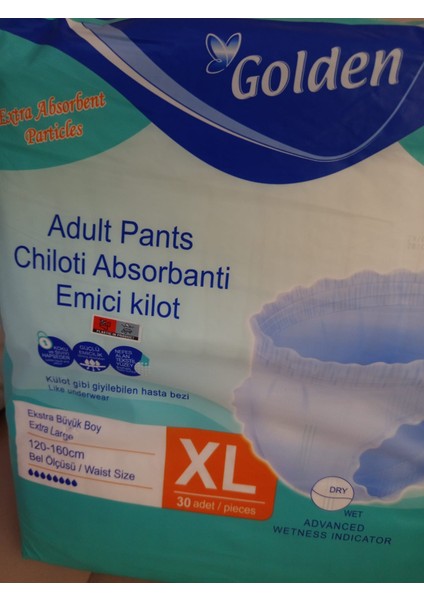 Golden
Extra Absorbent
Particles
Adult Pants
Chiloti Absorbanti
Emici kilot
Külot gibi giyilebilen hasta bezi
Like underwear
Ekstra Büyük Boy
Extra Large
120-160cm
Bel Ölçüsü / Waist Size
XL
30 adet / pieces
DRY
WET
ADVANCED
WETNESS INDICATOR